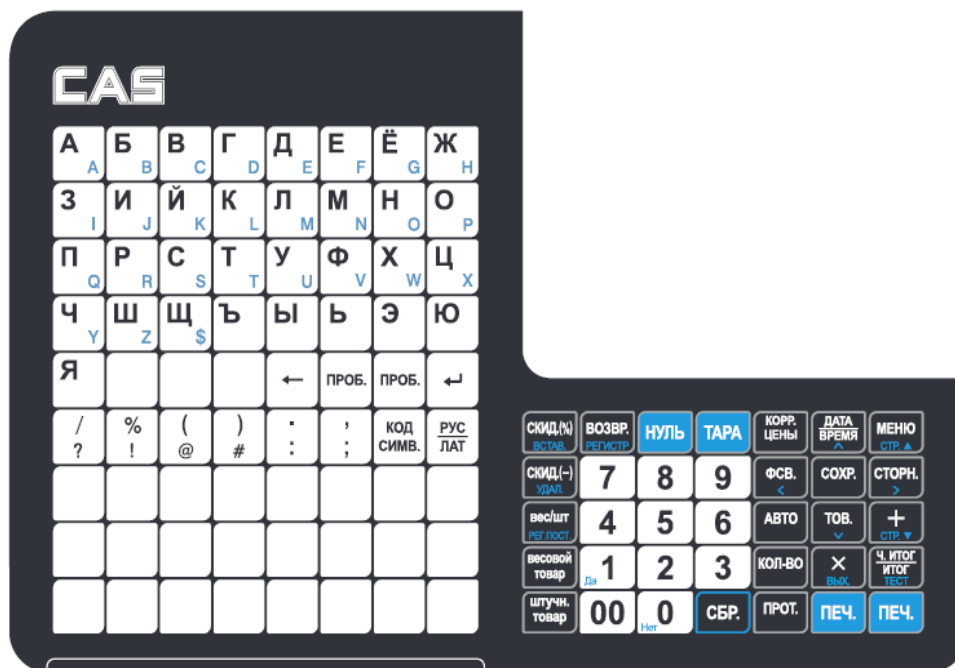 CAS
А Б В Г Д Е Ё Ж
A B C D E F G H
З И Й К Л М Н О
I J K L M N O P
П Р С Т У Ф Х Ц
Q R S T U V W X
Ч Ш Щ Ъ Ы Ь Э Ю
Y Z $
Я ← ПРОБ. ПРОБ. ↵
/ % ( ) . , КОД РУС
? ! @ # : ; СИМВ. ЛАТ
СКИД.(%) ВОЗВР. НУЛЬ ТАРА КОРР. ЦЕНЫ ДАТА ВРЕМЯ МЕНЮ
ВСТАВ. РЕГИСТР ^ СТР. ▲
СКИД.(−) 7 8 9 ФСВ. СОХР. СТОРН.
УДАЛ. < >
вес/шт 4 5 6 АВТО ТОВ. +
РЕГ.ПОСТ. ˅ СТР. ▼
весовой товар 1 2 3 КОЛ-ВО × Ч. ИТОГ ИТОГ
Да ВЫХ. ТЕСТ
штучн. товар 00 0 СБР. ПРОТ. ПЕЧ. ПЕЧ.
Нет